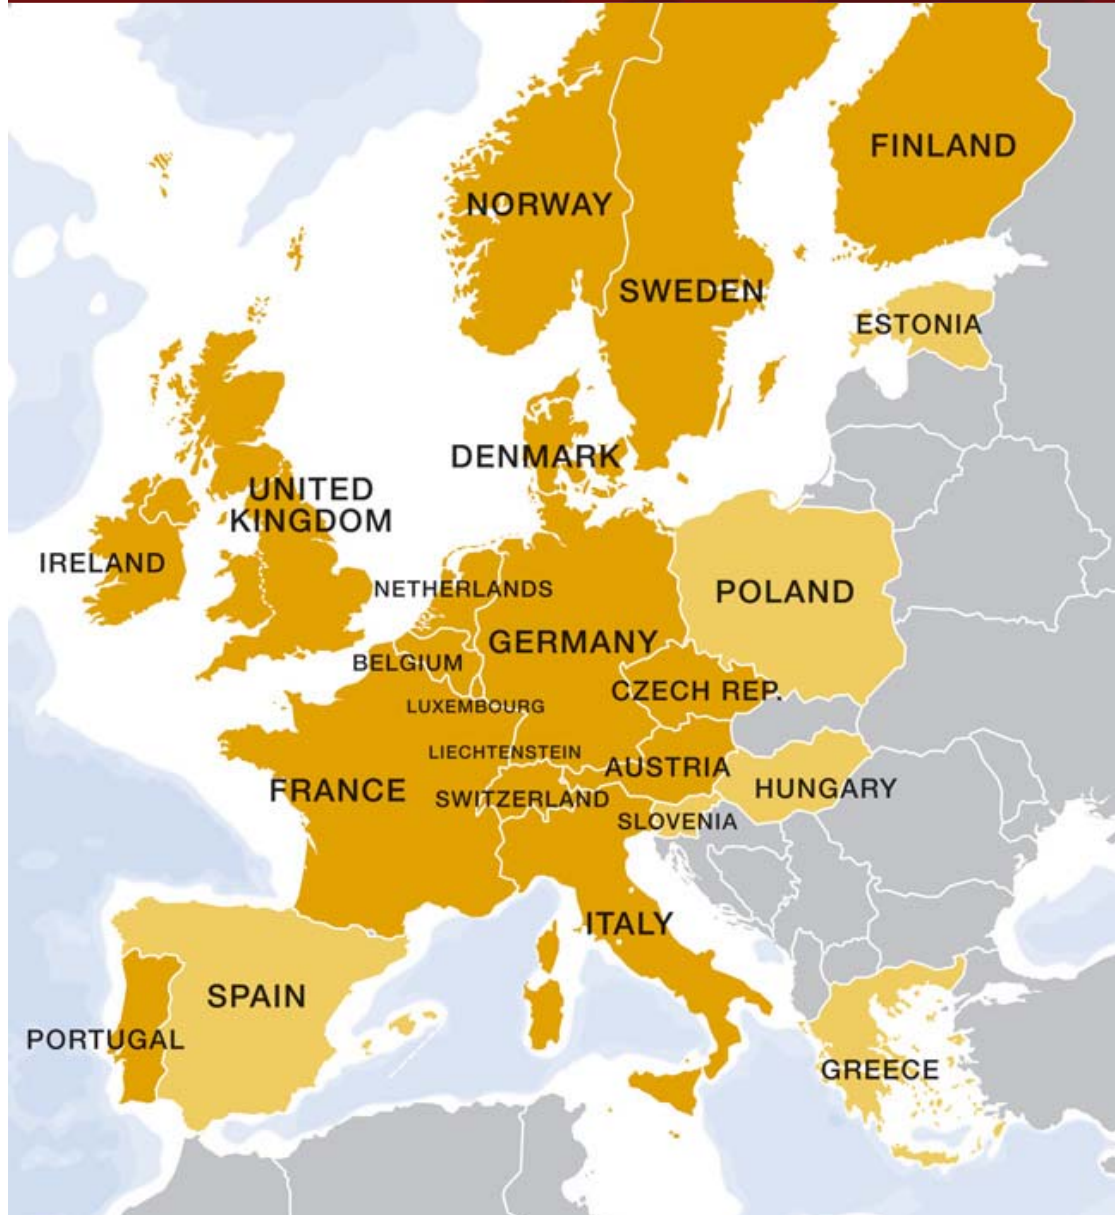 FINLAND
NORWAY
SWEDEN
ESTONIA
DENMARK
UNITED
KINGDOM
IRELAND
NETHERLANDS
POLAND
GERMANY
BELGIUM
CZECH REP.
LUXEMBOURG
LIECHTENSTEIN
AUSTRIA
FRANCE
HUNGARY
SWITZERLAND
SLOVENIA
ITALY
SPAIN
PORTUGAL
GREECE